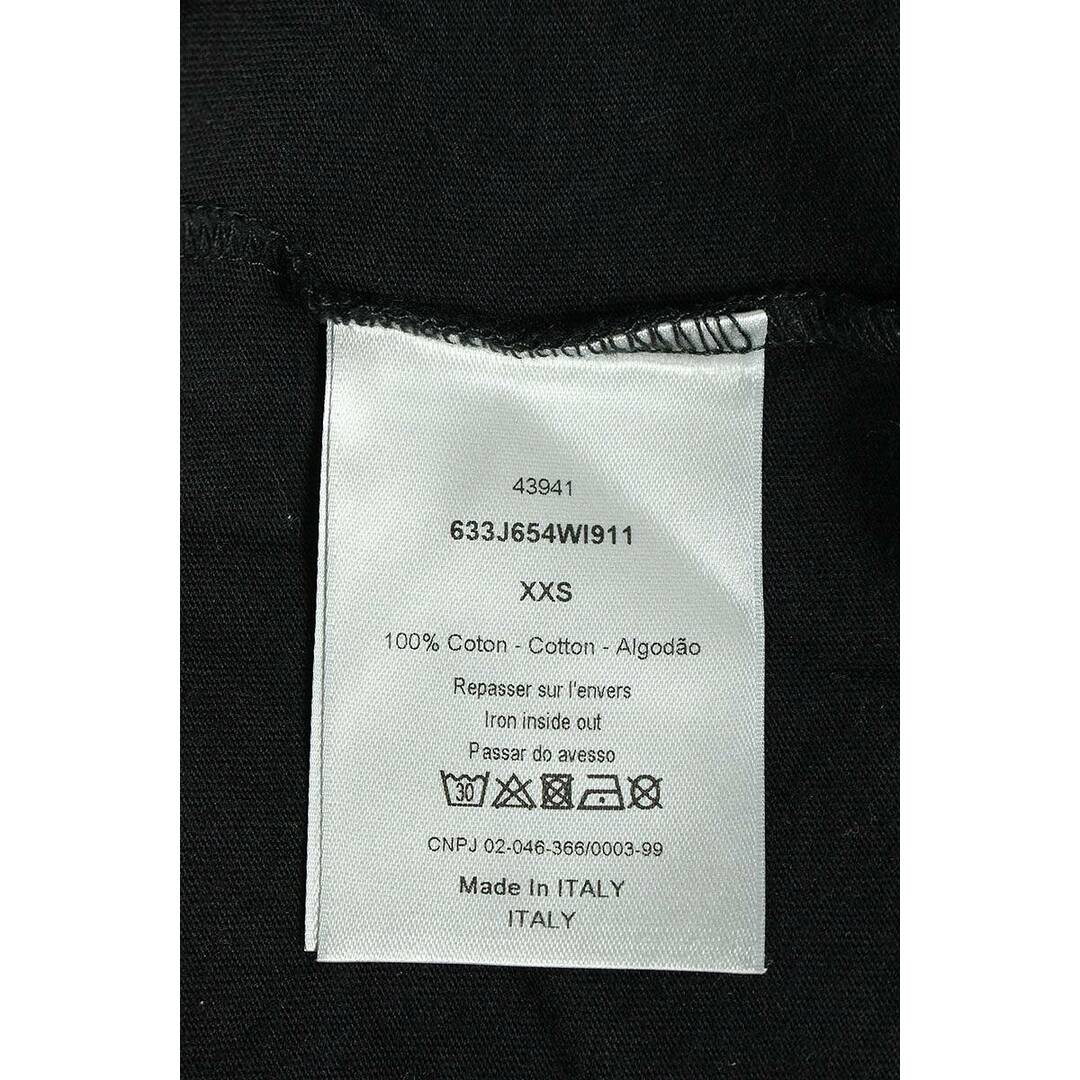 43941
633J654WI911
XXS
100% Coton - Cotton - Algodão
Repasser sur l'envers
Iron inside out
Passar do avesso
30
CNPJ 02-046-366/0003-99
Made In ITALY
ITALY